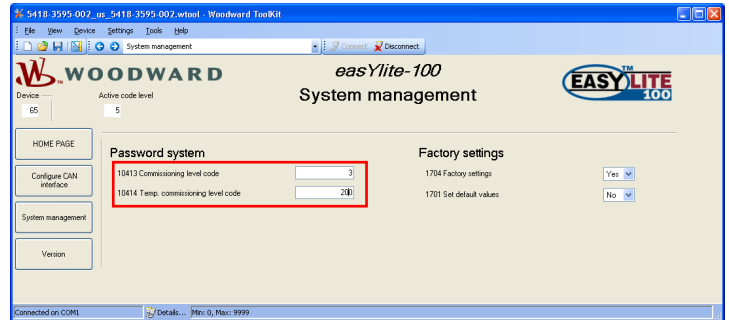 5418-3595-002_us_5418-3595-002.wtool - Woodward ToolKit
File View Device Settings Tools Help
System management Connect Disconnect
WOODWARD
easYlite-100
System management
EASYLITE™
100
Device
Active code level
65
5
HOME PAGE
Configure CAN
interface
System management
Version
Password system
10413 Commissioning level code 3
10414 Temp. commissioning level code 200
Factory settings
1704 Factory settings Yes
1701 Set default values No
Connected on COM1 Details... Min: 0, Max: 9999